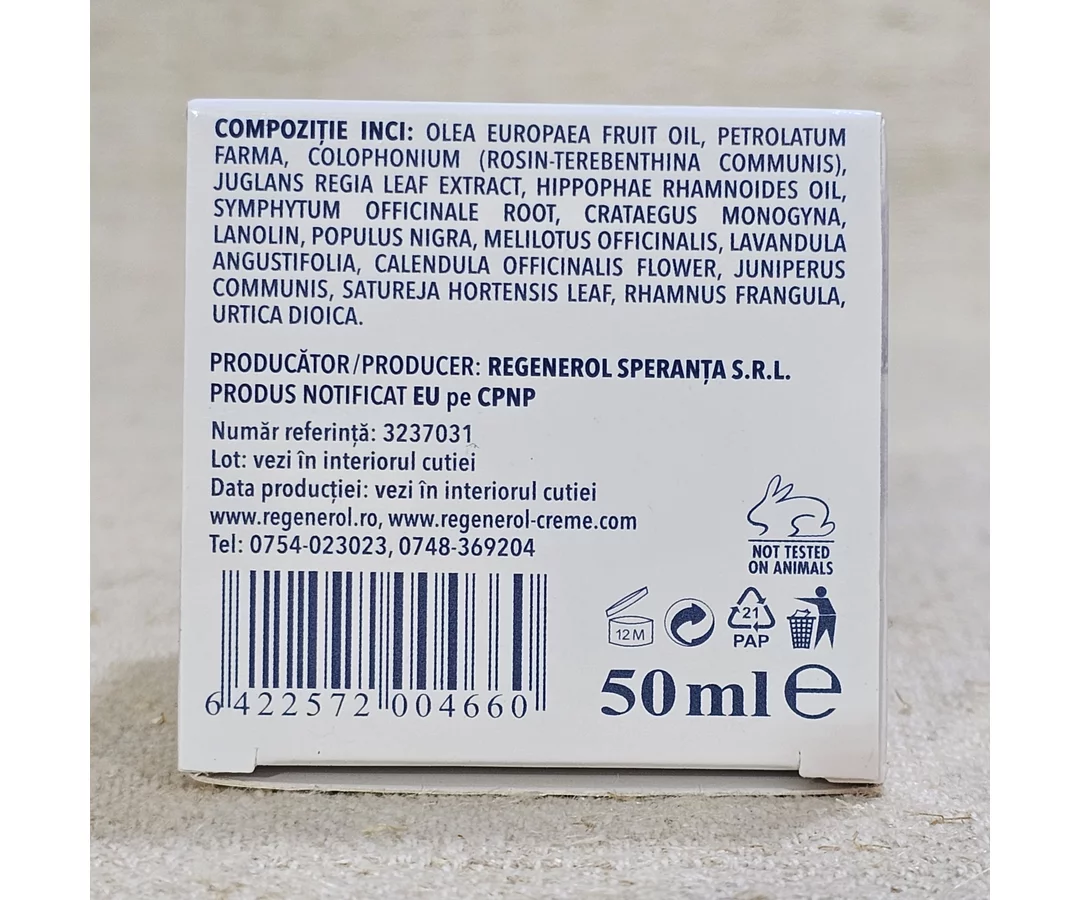 COMPOZIȚIE INCI: OLEA EUROPAEA FRUIT OIL, PETROLATUM
FARMA, COLOPHONIUM (ROSIN-TEREBENTHINA COMMUNIS),
JUGLANS REGIA LEAF EXTRACT, HIPPOPHAE RHAMNOIDES OIL,
SYMPHYTUM OFFICINALE ROOT, CRATAEGUS MONOGYNA,
LANOLIN, POPULUS NIGRA, MELILOTUS OFFICINALIS, LAVANDULA
ANGUSTIFOLIA, CALENDULA OFFICINALIS FLOWER, JUNIPERUS
COMMUNIS, SATUREJA HORTENSIS LEAF, RHAMNUS FRANGULA,
URTICA DIOICA.
PRODUCĂTOR/PRODUCER: REGENEROL SPERANȚA S.R.L.
PRODUS NOTIFICAT EU pe CPNP
Număr referință: 3237031
Lot: vezi în interiorul cutiei
Data producției: vezi în interiorul cutiei
www.regenerol.ro, www.regenerol-creme.com
Tel: 0754-023023, 0748-369204
NOT TESTED
ON ANIMALS
12 M
21
PAP
50 ml e
6 422572 004660